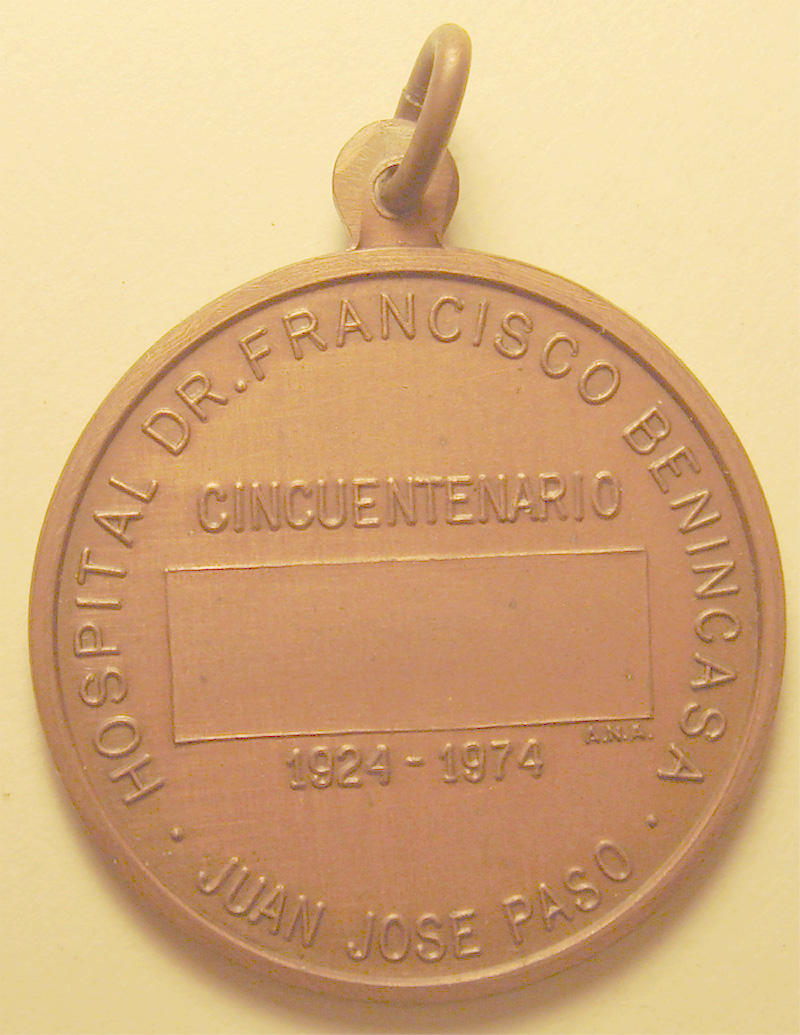 HOSPITAL DR. FRANCISCO BENINCASA
CINCUENTENARIO
A.N.A.
1924 - 1974
· JUAN JOSE PASO ·